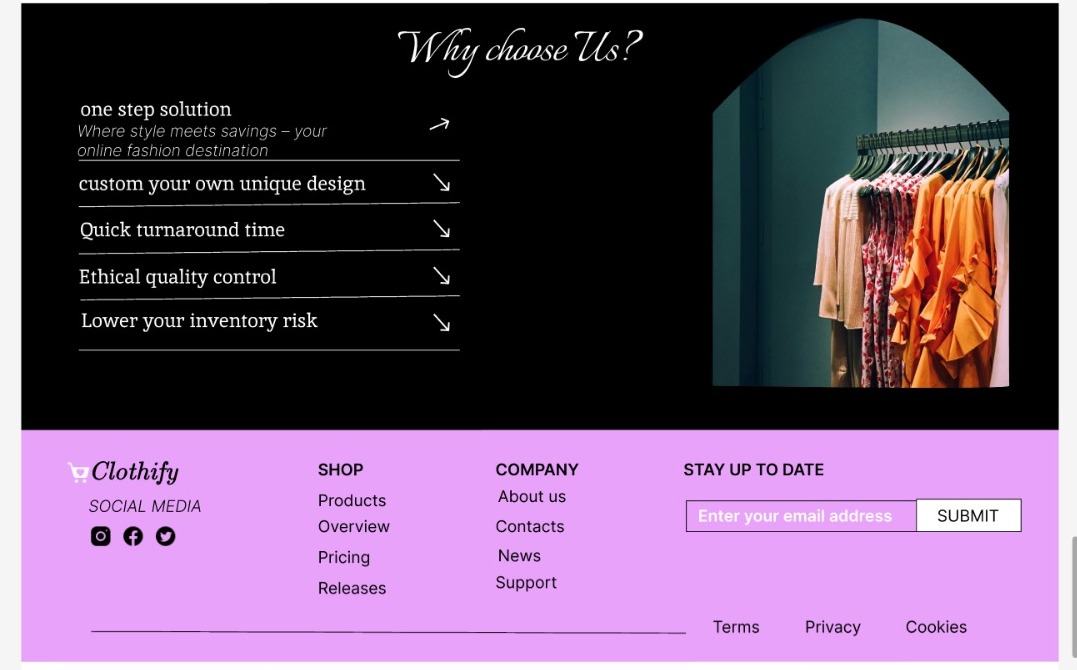 Why choose Us?
one step solution
Where style meets savings – your
online fashion destination
custom your own unique design
Quick turnaround time
Ethical quality control
Lower your inventory risk
Clothify
SOCIAL MEDIA
SHOP
Products
Overview
Pricing
Releases
COMPANY
About us
Contacts
News
Support
STAY UP TO DATE
Enter your email address
SUBMIT
Terms Privacy Cookies